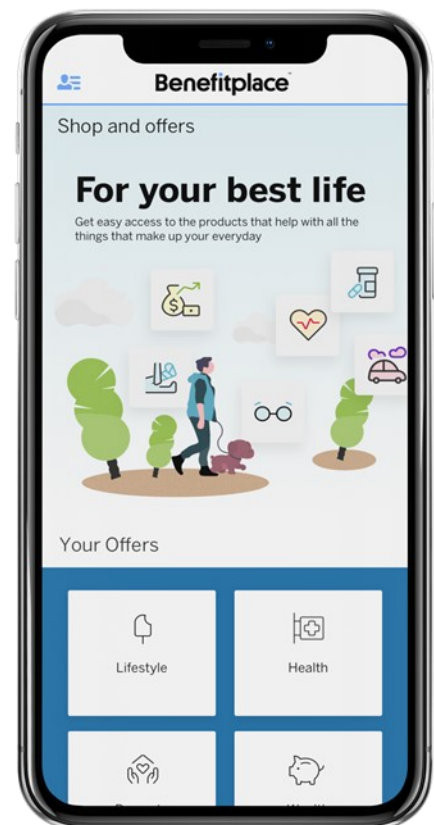 Benefitplace
Shop and offers
For your best life
Get easy access to the products that help with all the
things that make up your everyday
Your Offers
Lifestyle
Health